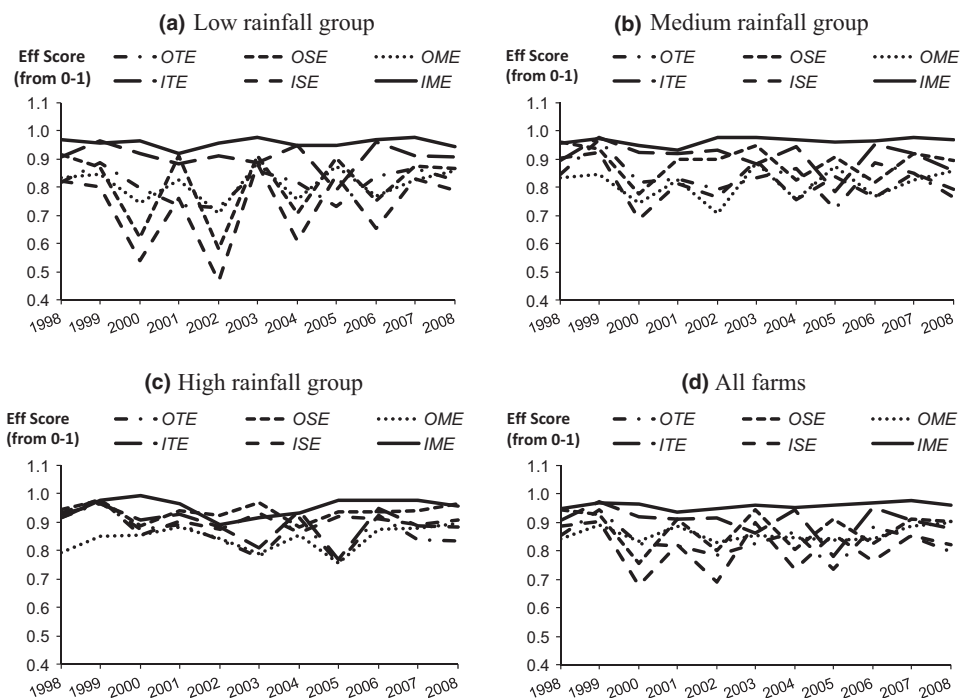 (a) Low rainfall group
Eff Score
(from 0-1)
OTE OSE OME
ITE ISE IME
1.1
1.0
0.9
0.8
0.7
0.6
0.5
0.4
1998 1999 2000 2001 2002 2003 2004 2005 2006 2007 2008
(b) Medium rainfall group
Eff Score
(from 0-1)
OTE OSE OME
ITE ISE IME
1.1
1.0
0.9
0.8
0.7
0.6
0.5
0.4
1998 1999 2000 2001 2002 2003 2004 2005 2006 2007 2008
(c) High rainfall group
Eff Score
(from 0-1)
OTE OSE OME
ITE ISE IME
1.1
1.0
0.9
0.8
0.7
0.6
0.5
0.4
1998 1999 2000 2001 2002 2003 2004 2005 2006 2007 2008
(d) All farms
Eff Score
(from 0-1)
OTE OSE OME
ITE ISE IME
1.1
1.0
0.9
0.8
0.7
0.6
0.5
0.4
1998 1999 2000 2001 2002 2003 2004 2005 2006 2007 2008